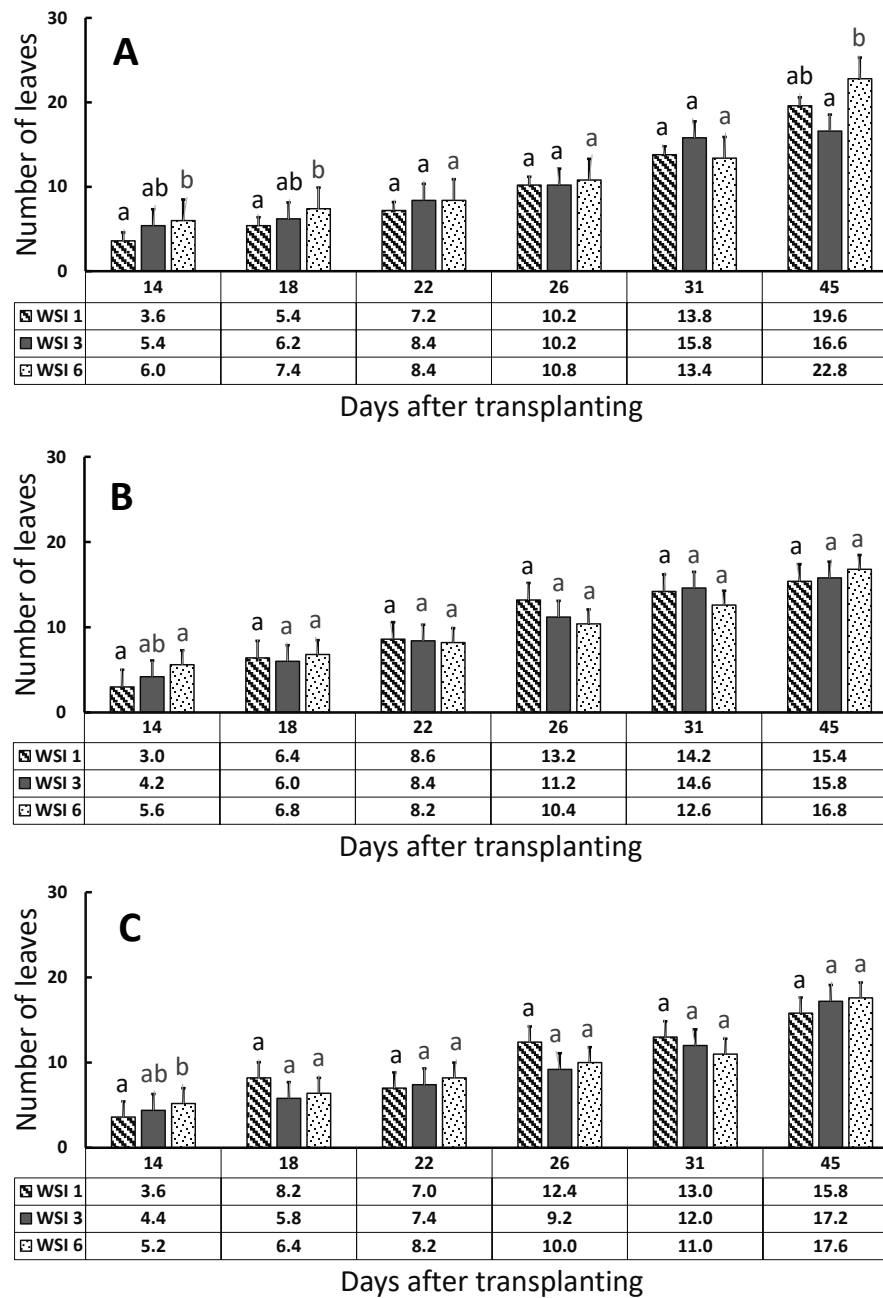 30
A
b
ab
a
a
a
a
20
a
a
a
a
a
a
b
ab
b
ab
a
a
10
0
Number of leaves
14 18 22 26 31 45
WSI 1 3.6 5.4 7.2 10.2 13.8 19.6
WSI 3 5.4 6.2 8.4 10.2 15.8 16.6
WSI 6 6.0 7.4 8.4 10.8 13.4 22.8
Days after transplanting
30
B
20
10
0
Number of leaves
a ab a a a a a a a a a a a a a a a a
14 18 22 26 31 45
WSI 1 3.0 6.4 8.6 13.2 14.2 15.4
WSI 3 4.2 6.0 8.4 11.2 14.6 15.8
WSI 6 5.6 6.8 8.2 10.4 12.6 16.8
Days after transplanting
30
C
20
10
0
Number of leaves
a ab b a a a a a a a a a a a a a a a
14 18 22 26 31 45
WSI 1 3.6 8.2 7.0 12.4 13.0 15.8
WSI 3 4.4 5.8 7.4 9.2 12.0 17.2
WSI 6 5.2 6.4 8.2 10.0 11.0 17.6
Days after transplanting